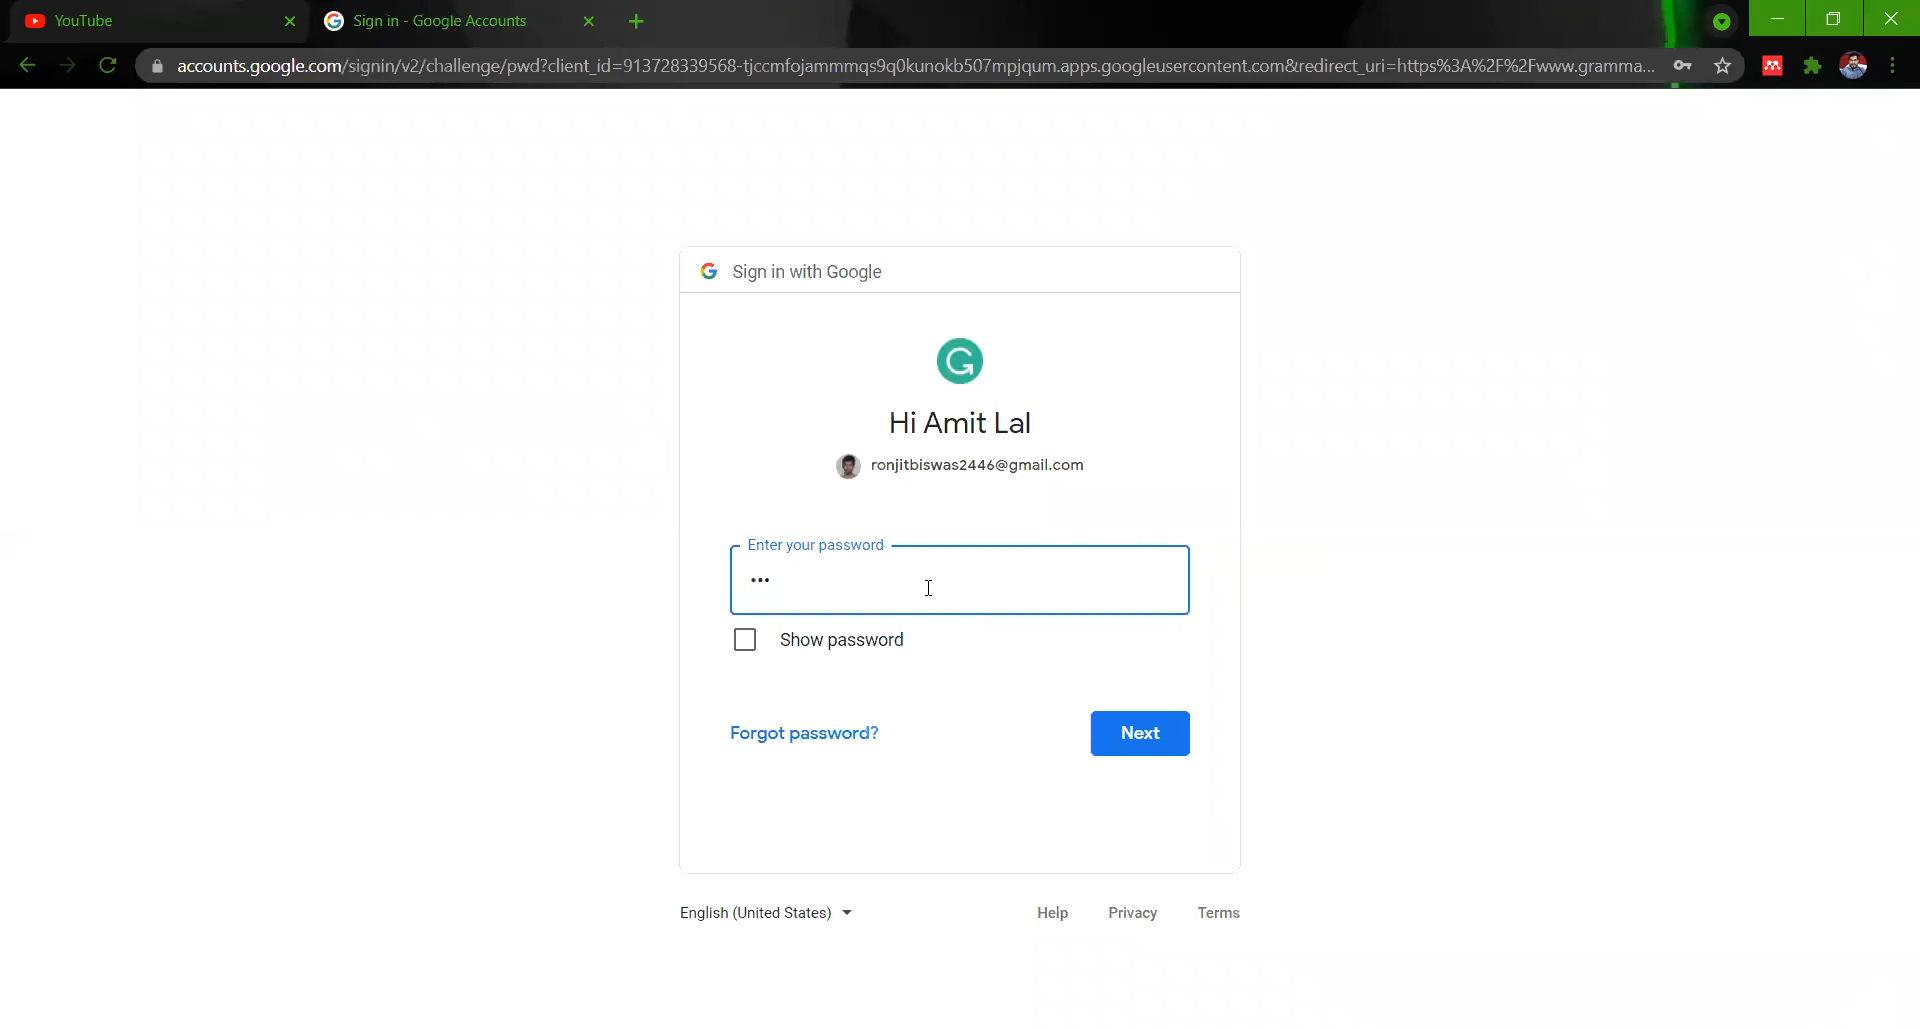 YouTube
Sign in - Google Accounts
accounts.google.com/signin/v2/challenge/pwd?client_id=913728339568-tjccmfojammmqs9q0kunokb507mpjqum.apps.googleusercontent.com&redirect_uri=https%3A%2F%2Fwww.gramma...
Sign in with Google
Hi Amit Lal
ronjitbiswas2446@gmail.com
Enter your password
•••
Show password
Forgot password?
Next
English (United States)
Help Privacy Terms